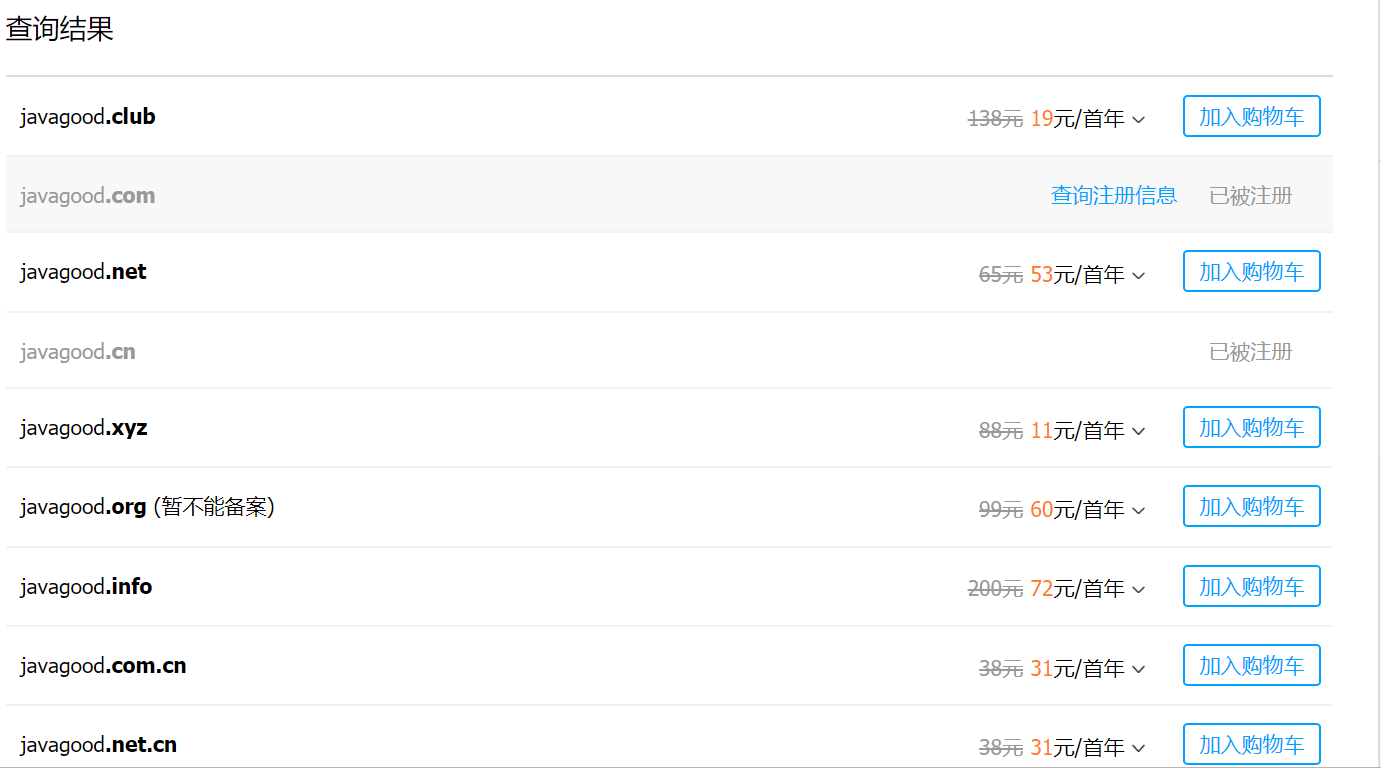 查询结果
javagood.club 138元 19元/首年 加入购物车
javagood.com 查询注册信息 已被注册
javagood.net 65元 53元/首年 加入购物车
javagood.cn 已被注册
javagood.xyz 88元 11元/首年 加入购物车
javagood.org (暂不能备案) 99元 60元/首年 加入购物车
javagood.info 200元 72元/首年 加入购物车
javagood.com.cn 38元 31元/首年 加入购物车
javagood.net.cn 38元 31元/首年 加入购物车